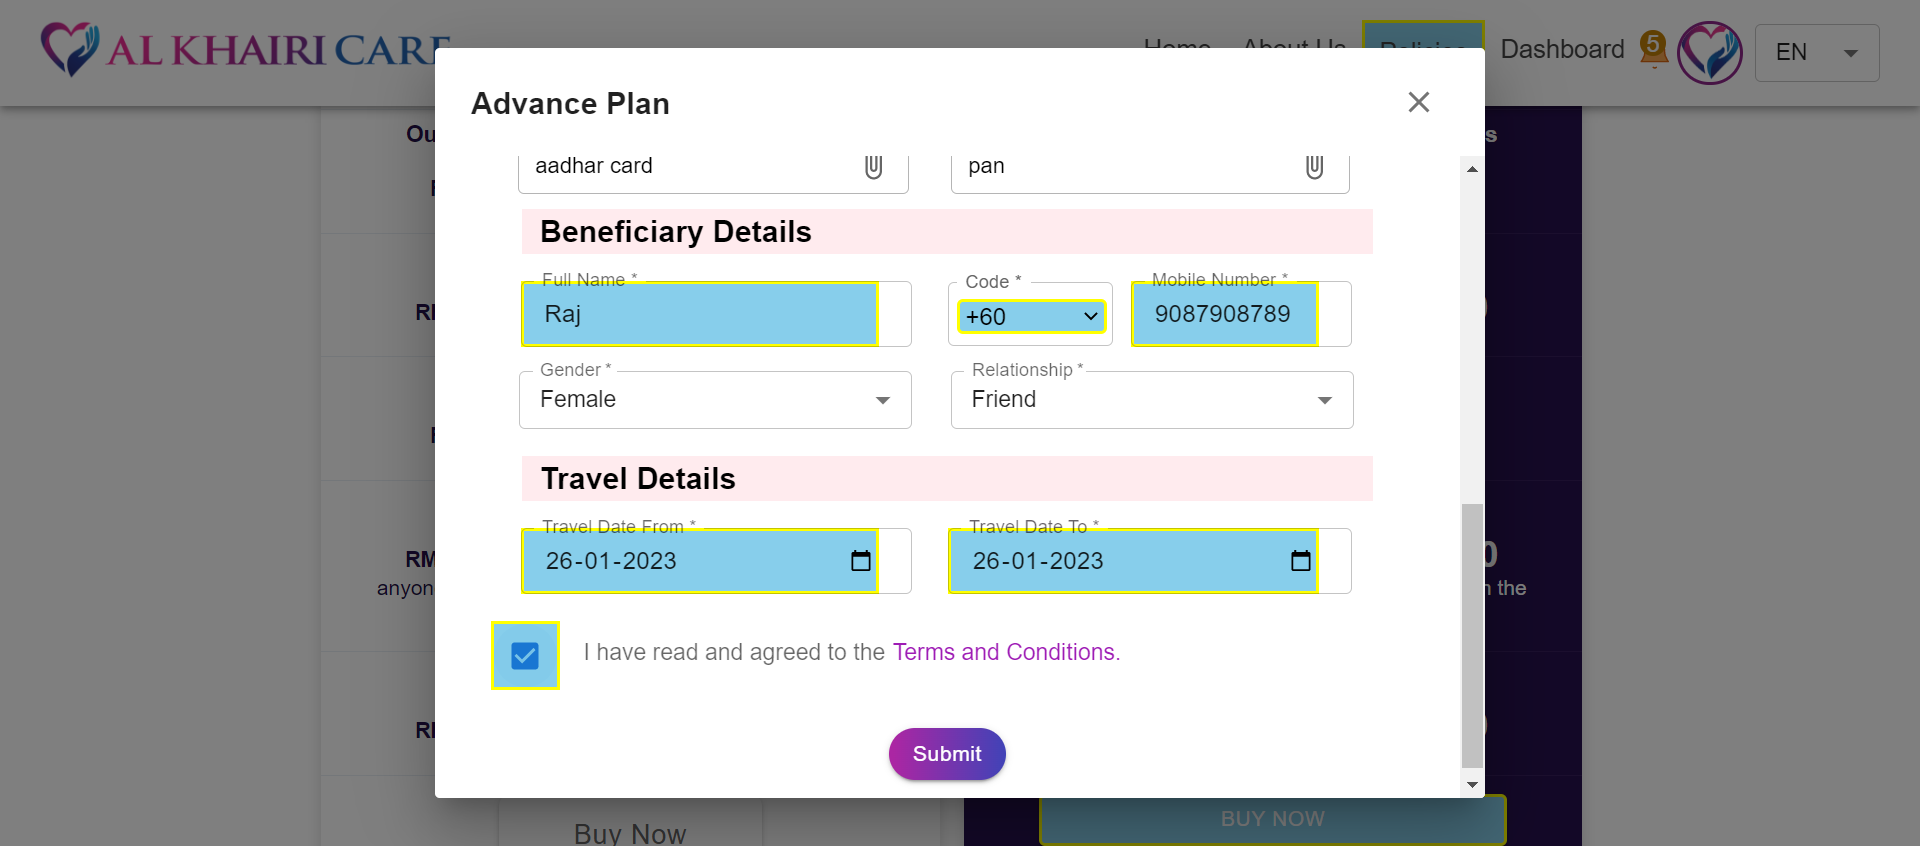 AL KHAIRI CARE
Home About Us Policies Dashboard 5 EN
Advance Plan
aadhar card pan
Beneficiary Details
Full Name * Code * Mobile Number *
Raj +60 9087908789
Gender * Relationship *
Female Friend
Travel Details
Travel Date From * Travel Date To *
26-01-2023 26-01-2023
RM
anyon
the
I have read and agreed to the Terms and Conditions.
Submit
BUY NOW
Buy Now